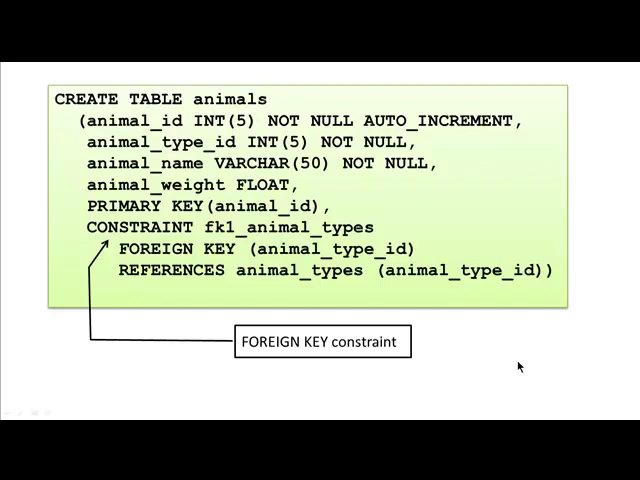 CREATE TABLE animals
(animal_id INT(5) NOT NULL AUTO_INCREMENT,
animal_type_id INT(5) NOT NULL,
animal_name VARCHAR(50) NOT NULL,
animal_weight FLOAT,
PRIMARY KEY(animal_id),
CONSTRAINT fk1_animal_types
FOREIGN KEY (animal_type_id)
REFERENCES animal_types (animal_type_id))
FOREIGN KEY constraint